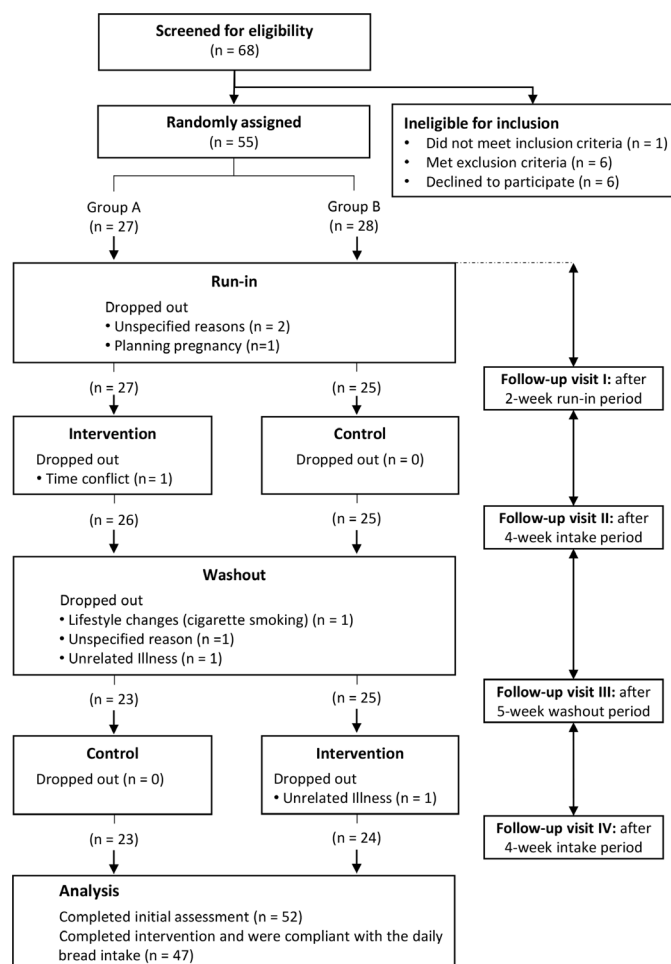 Screened for eligibility
(n = 68)
Randomly assigned
(n = 55)
Ineligible for inclusion
• Did not meet inclusion criteria (n = 1)
• Met exclusion criteria (n = 6)
• Declined to participate (n = 6)
Group A
(n = 27)
Group B
(n = 28)
Run-in
Dropped out
• Unspecified reasons (n = 2)
• Planning pregnancy (n=1)
(n = 27)
(n = 25)
Follow-up visit I: after
2-week run-in period
Intervention
Dropped out
• Time conflict (n = 1)
Control
Dropped out (n = 0)
(n = 26)
(n = 25)
Follow-up visit II: after
4-week intake period
Washout
Dropped out
• Lifestyle changes (cigarette smoking) (n = 1)
• Unspecified reason (n =1)
• Unrelated Illness (n = 1)
(n = 23)
(n = 25)
Follow-up visit III: after
5-week washout period
Control
Dropped out (n = 0)
Intervention
Dropped out
• Unrelated Illness (n = 1)
(n = 23)
(n = 24)
Follow-up visit IV: after
4-week intake period
Analysis
Completed initial assessment (n = 52)
Completed intervention and were compliant with the daily
bread intake (n = 47)